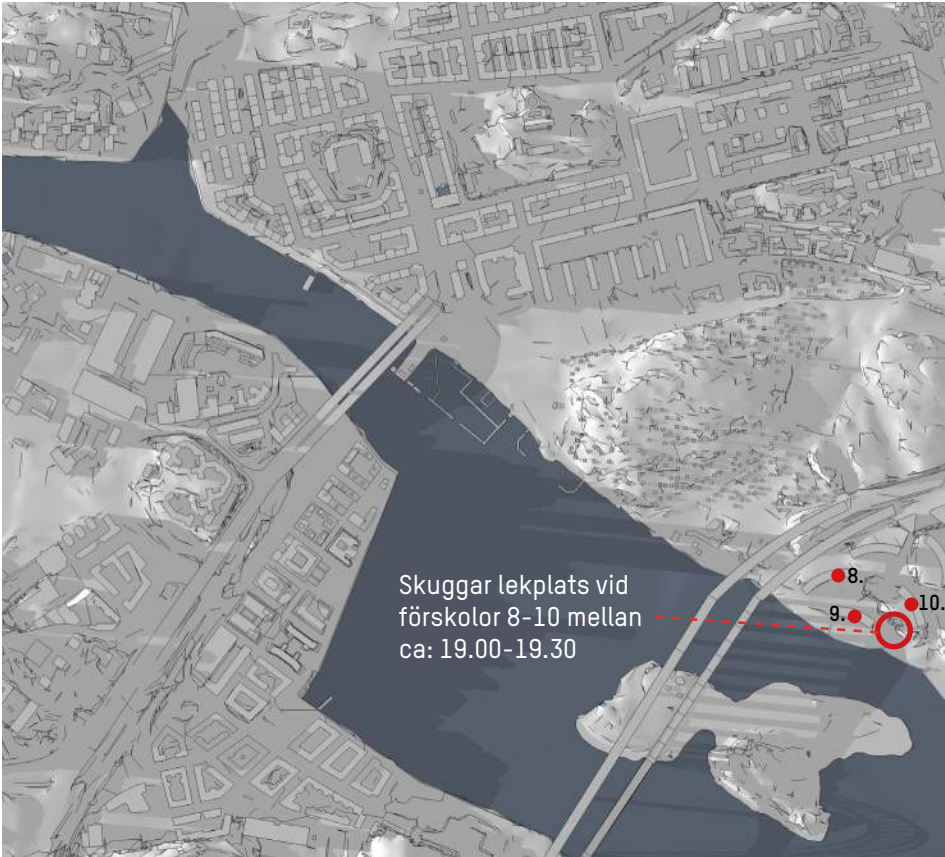 8.
10.
9.
Skuggar lekplats vid
förskolor 8-10 mellan
ca: 19.00-19.30